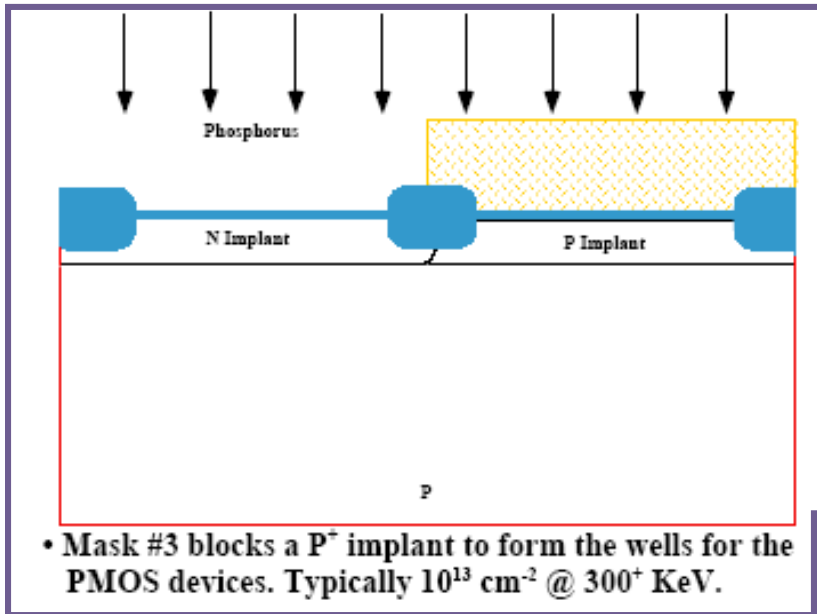 Phosphorus
N Implant
P Implant
P
• Mask #3 blocks a P⁺ implant to form the wells for the
PMOS devices. Typically 10¹³ cm⁻² @ 300⁺ KeV.